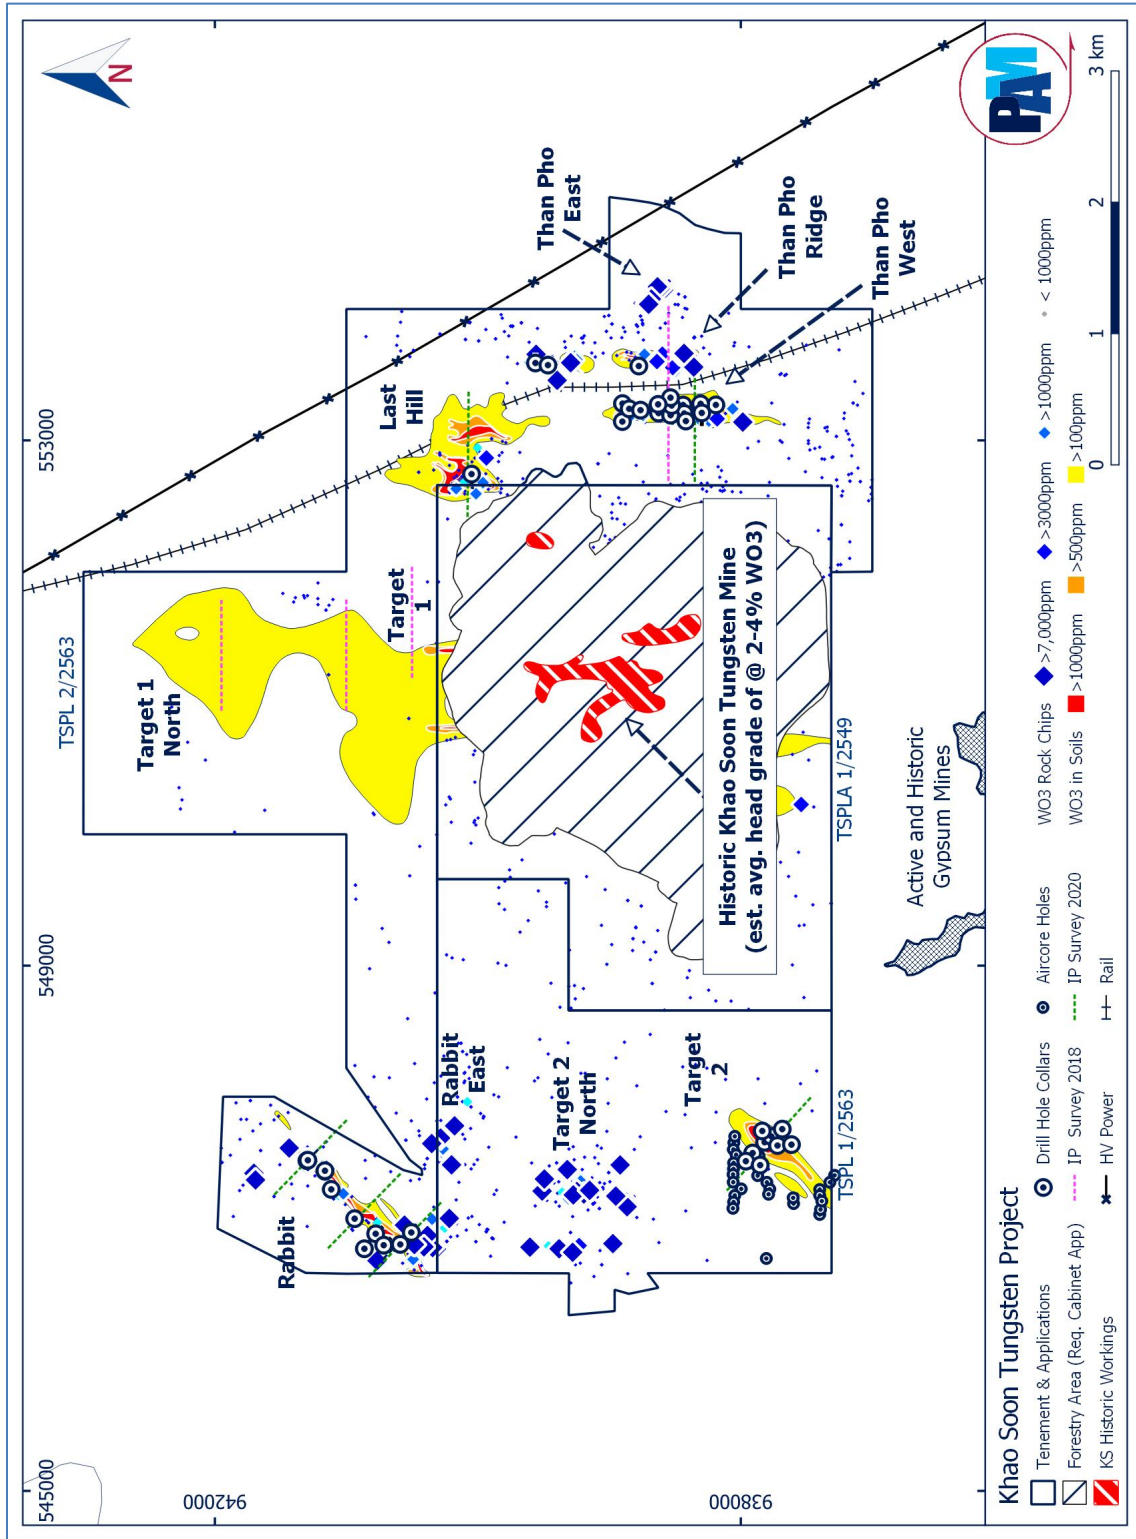 545000
549000
553000
942000
938000
N
TSPL 2/2563
Target 1
North
Target
1
Last
Hill
Than Pho
East
Than Pho
Ridge
Than Pho
West
Rabbit
Rabbit
East
Target 2
North
Target
2
TSPL 1/2563
TSPLA 1/2549
Historic Khao Soon Tungsten Mine
(est. avg. head grade of @ 2-4% WO3)
Active and Historic
Gypsum Mines
Khao Soon Tungsten Project
Tenement & Applications
Drill Hole Collars
Aircore Holes
WO3 Rock Chips
>7,000ppm
>3000ppm
>1000ppm
< 1000ppm
Forestry Area (Req. Cabinet App)
IP Survey 2018
IP Survey 2020
WO3 in Soils
>1000ppm
>500ppm
>100ppm
KS Historic Workings
HV Power
Rail
0
1
2
3 km
PAM